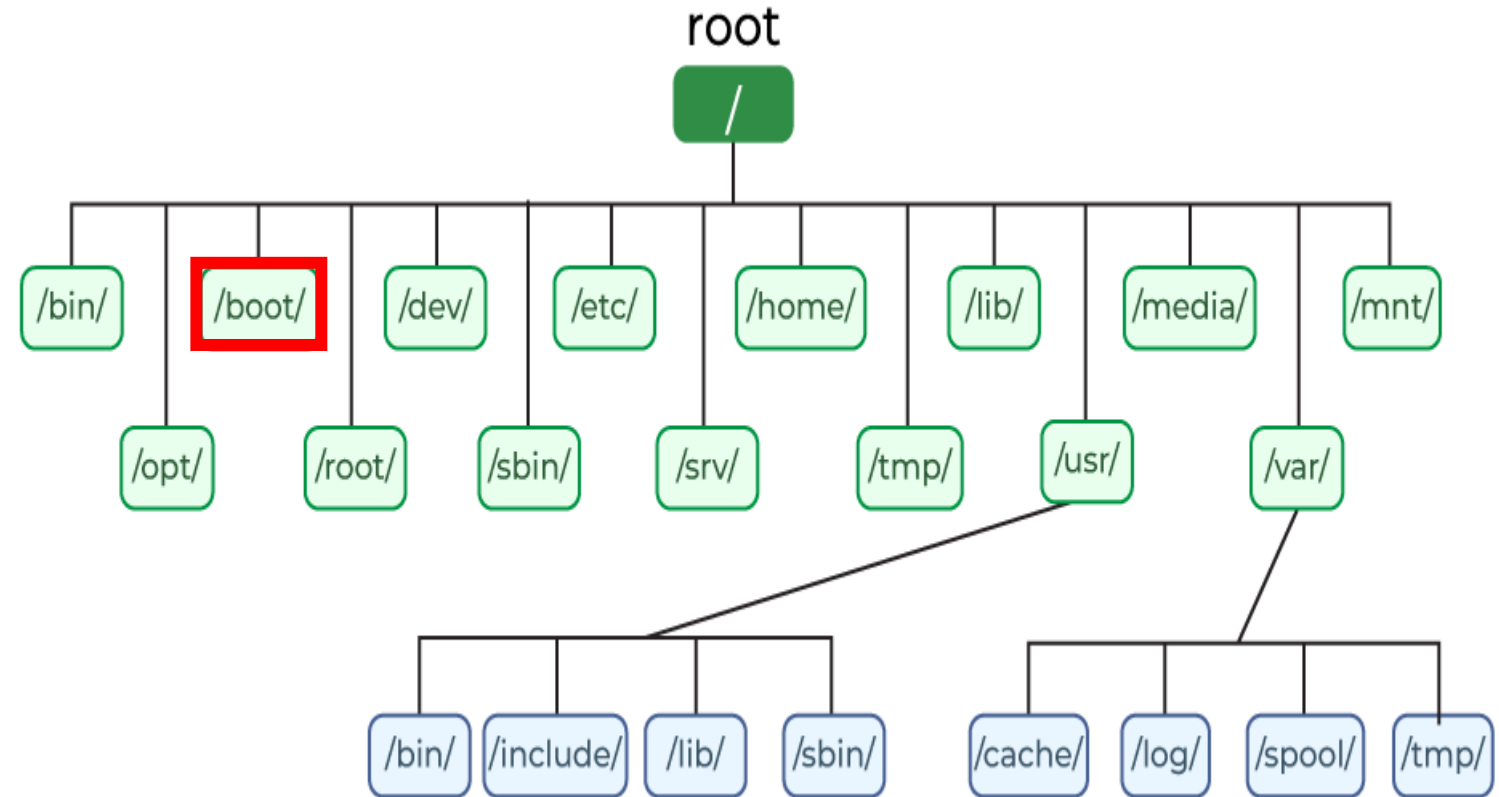 root
/
/bin/ /boot/ /dev/ /etc/ /home/ /lib/ /media/ /mnt/
/opt/ /root/ /sbin/ /srv/ /tmp/ /usr/ /var/
/bin/ /include/ /lib/ /sbin/ /cache/ /log/ /spool/ /tmp/